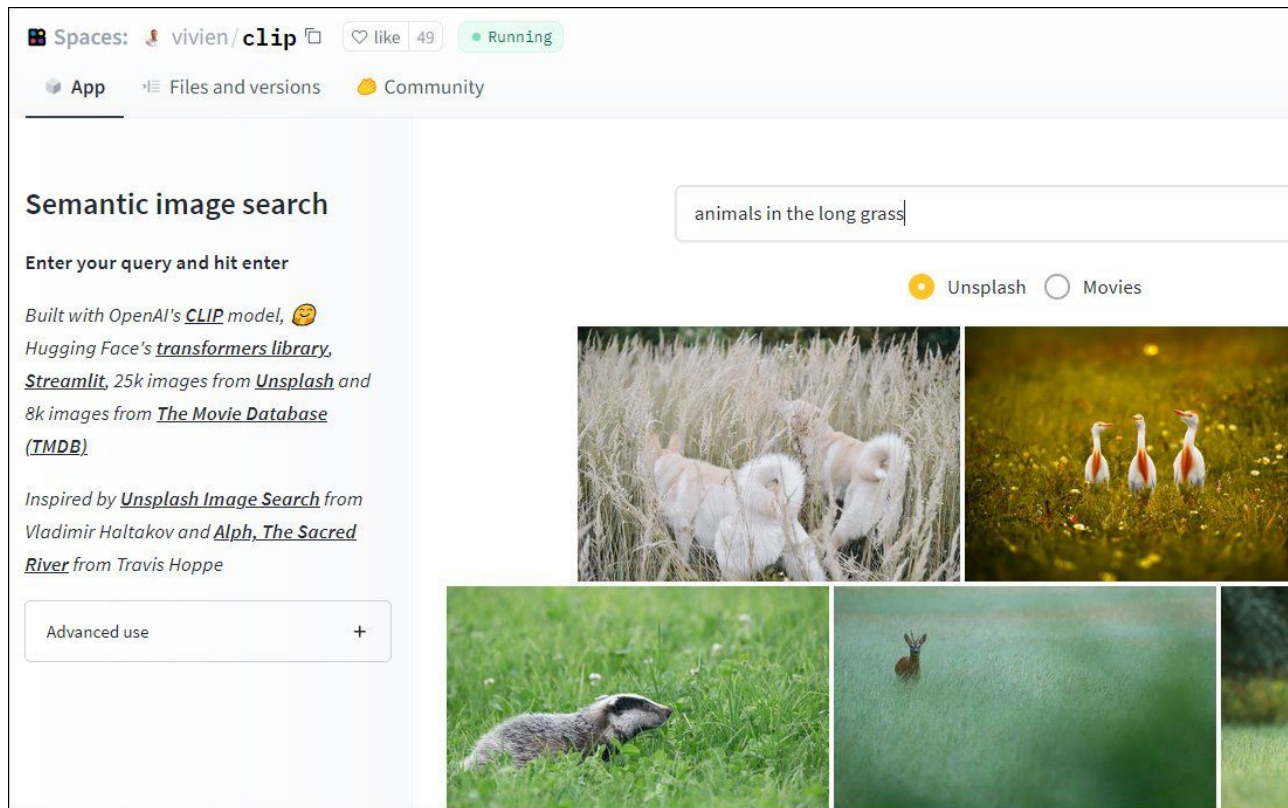 Spaces: vivien/clip like 49 Running
App Files and versions Community
Semantic image search
Enter your query and hit enter
Built with OpenAI's CLIP model, 🤗
Hugging Face's transformers library,
Streamlit, 25k images from Unsplash and
8k images from The Movie Database
(TMDB)
Inspired by Unsplash Image Search from
Vladimir Haltakov and Alph, The Sacred
River from Travis Hoppe
Advanced use +
animals in the long grass
Unsplash Movies